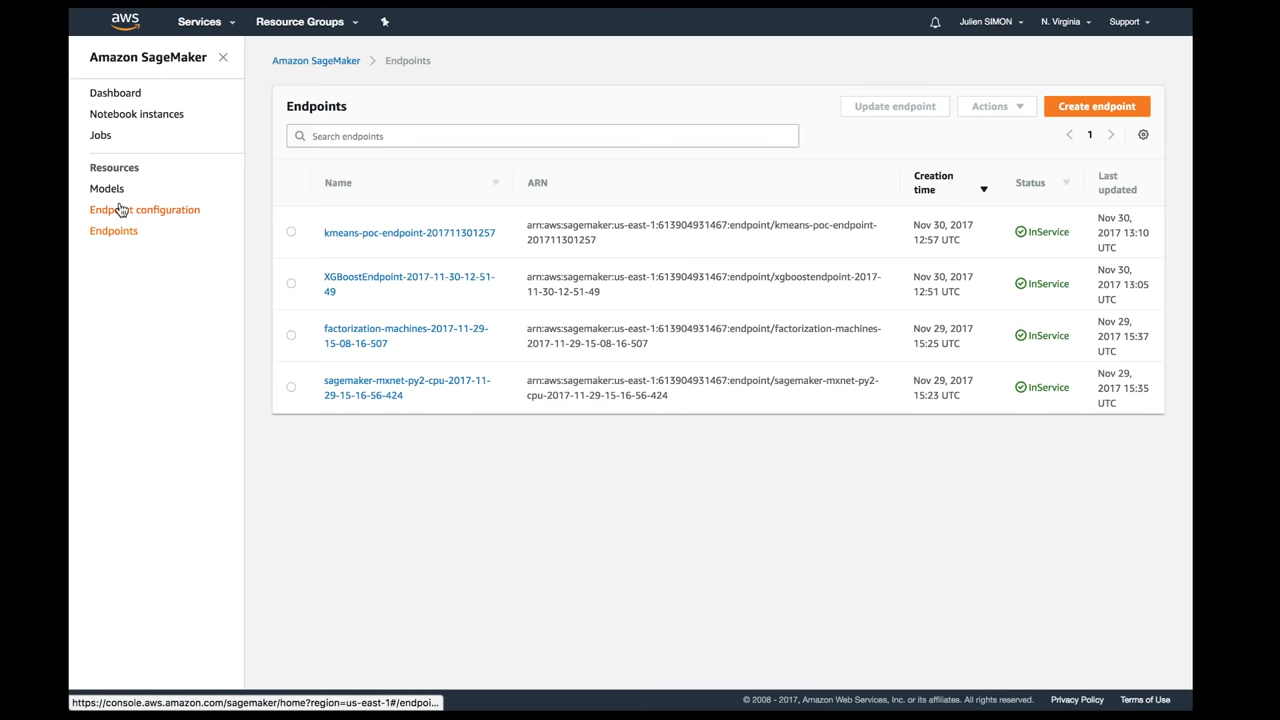 aws
Services
Resource Groups
Julien SIMON
N. Virginia
Support
Amazon SageMaker
Dashboard
Notebook instances
Jobs
Resources
Models
Endpoint configuration
Endpoints
Amazon SageMaker > Endpoints
Endpoints
Update endpoint
Actions
Create endpoint
Search endpoints
1
Name
ARN
Creation
time
Status
Last
updated
kmeans-poc-endpoint-201711301257
arn:aws:sagemaker:us-east-1:613904931467:endpoint/kmeans-poc-endpoint-
201711301257
Nov 30, 2017
12:57 UTC
InService
Nov 30,
2017 13:10
UTC
XGBoostEndpoint-2017-11-30-12-51-
49
arn:aws:sagemaker:us-east-1:613904931467:endpoint/xgboostendpoint-2017-
11-30-12-51-49
Nov 30, 2017
12:51 UTC
InService
Nov 30,
2017 13:05
UTC
factorization-machines-2017-11-29-
15-08-16-507
arn:aws:sagemaker:us-east-1:613904931467:endpoint/factorization-machines-
2017-11-29-15-08-16-507
Nov 29, 2017
15:25 UTC
InService
Nov 29,
2017 15:37
UTC
sagemaker-mxnet-py2-cpu-2017-11-
29-15-16-56-424
arn:aws:sagemaker:us-east-1:613904931467:endpoint/sagemaker-mxnet-py2-
cpu-2017-11-29-15-16-56-424
Nov 29, 2017
15:23 UTC
InService
Nov 29,
2017 15:35
UTC
https://console.aws.amazon.com/sagemaker/home?region=us-east-1#/endpoi...
© 2008 - 2017, Amazon Web Services, Inc. or its affiliates. All rights reserved.
Privacy Policy
Terms of Use